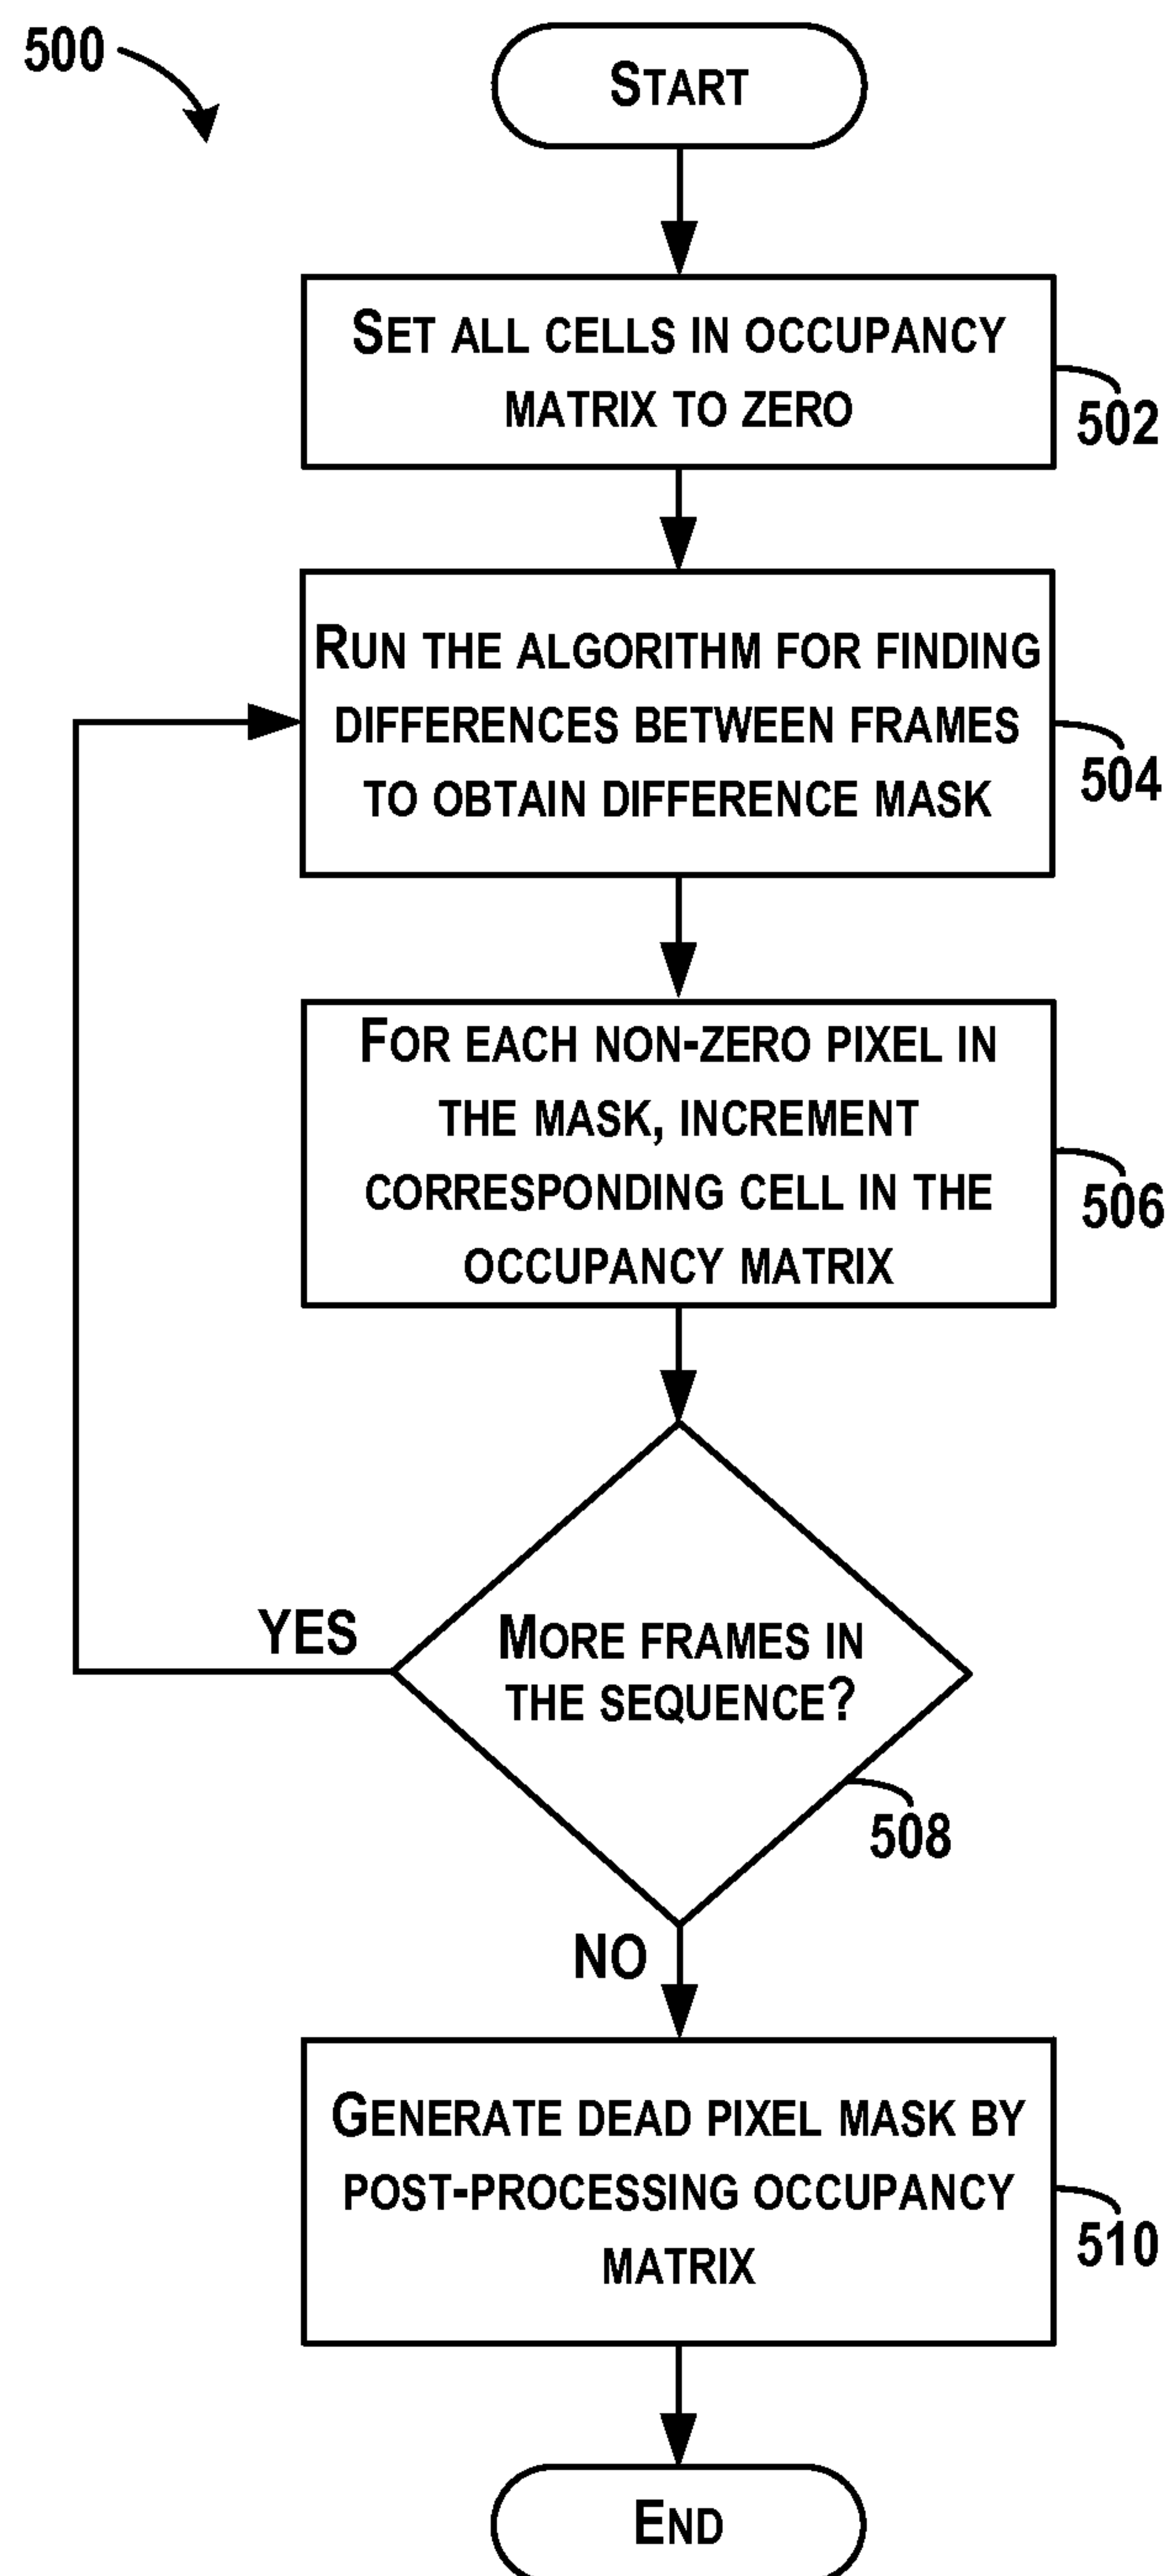 500
START
SET ALL CELLS IN OCCUPANCY
MATRIX TO ZERO
502
RUN THE ALGORITHM FOR FINDING
DIFFERENCES BETWEEN FRAMES
TO OBTAIN DIFFERENCE MASK
504
FOR EACH NON-ZERO PIXEL IN
THE MASK, INCREMENT
CORRESPONDING CELL IN THE
OCCUPANCY MATRIX
506
YES
MORE FRAMES IN
THE SEQUENCE?
508
NO
GENERATE DEAD PIXEL MASK BY
POST-PROCESSING OCCUPANCY
MATRIX
510
END